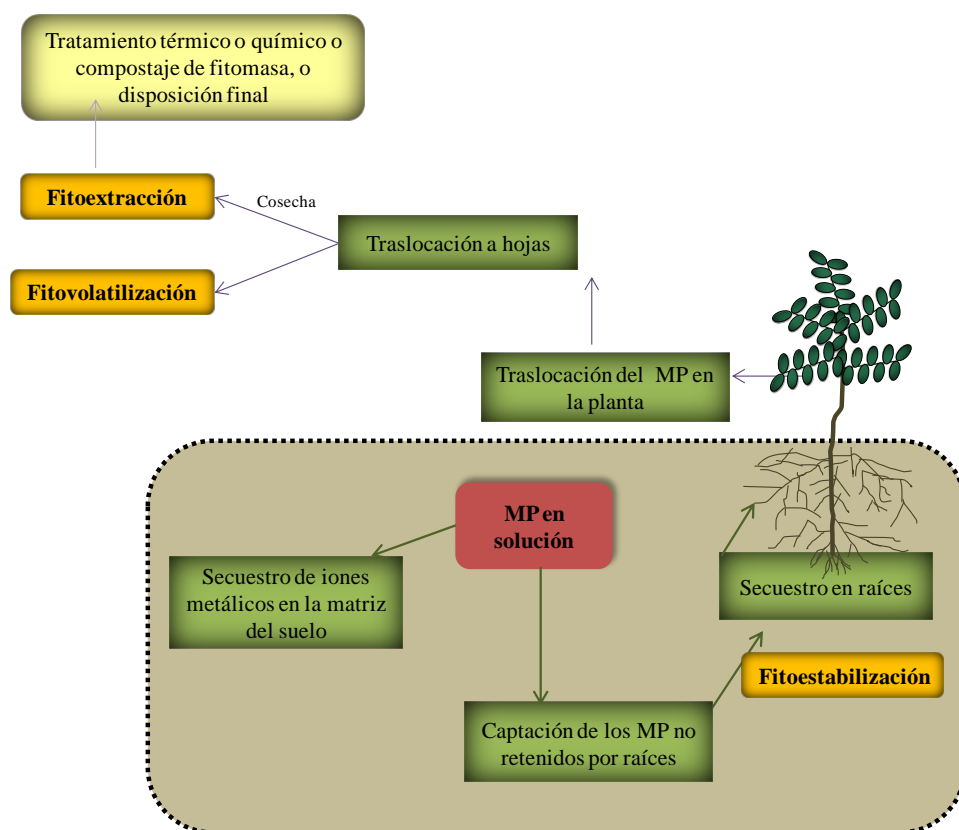 Tratamiento térmico o químico o
compostaje de fitomasa, o
disposición final
Fitoextracción
Cosecha
Traslocación a hojas
Fitovolatilización
Traslocación del MP en
la planta
MP en
solución
Secuestro de iones
metálicos en la matriz
del suelo
Secuestro en raíces
Fitoestabilización
Captación de los MP no
retenidos por raíces